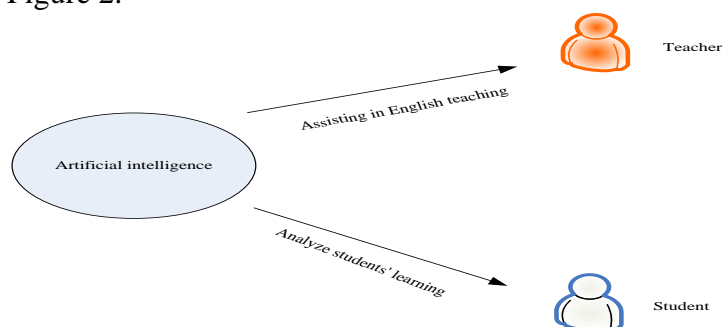 Figure 2.
Teacher
Assisting in English teaching
Artificial intelligence
Analyze students' learning
Student